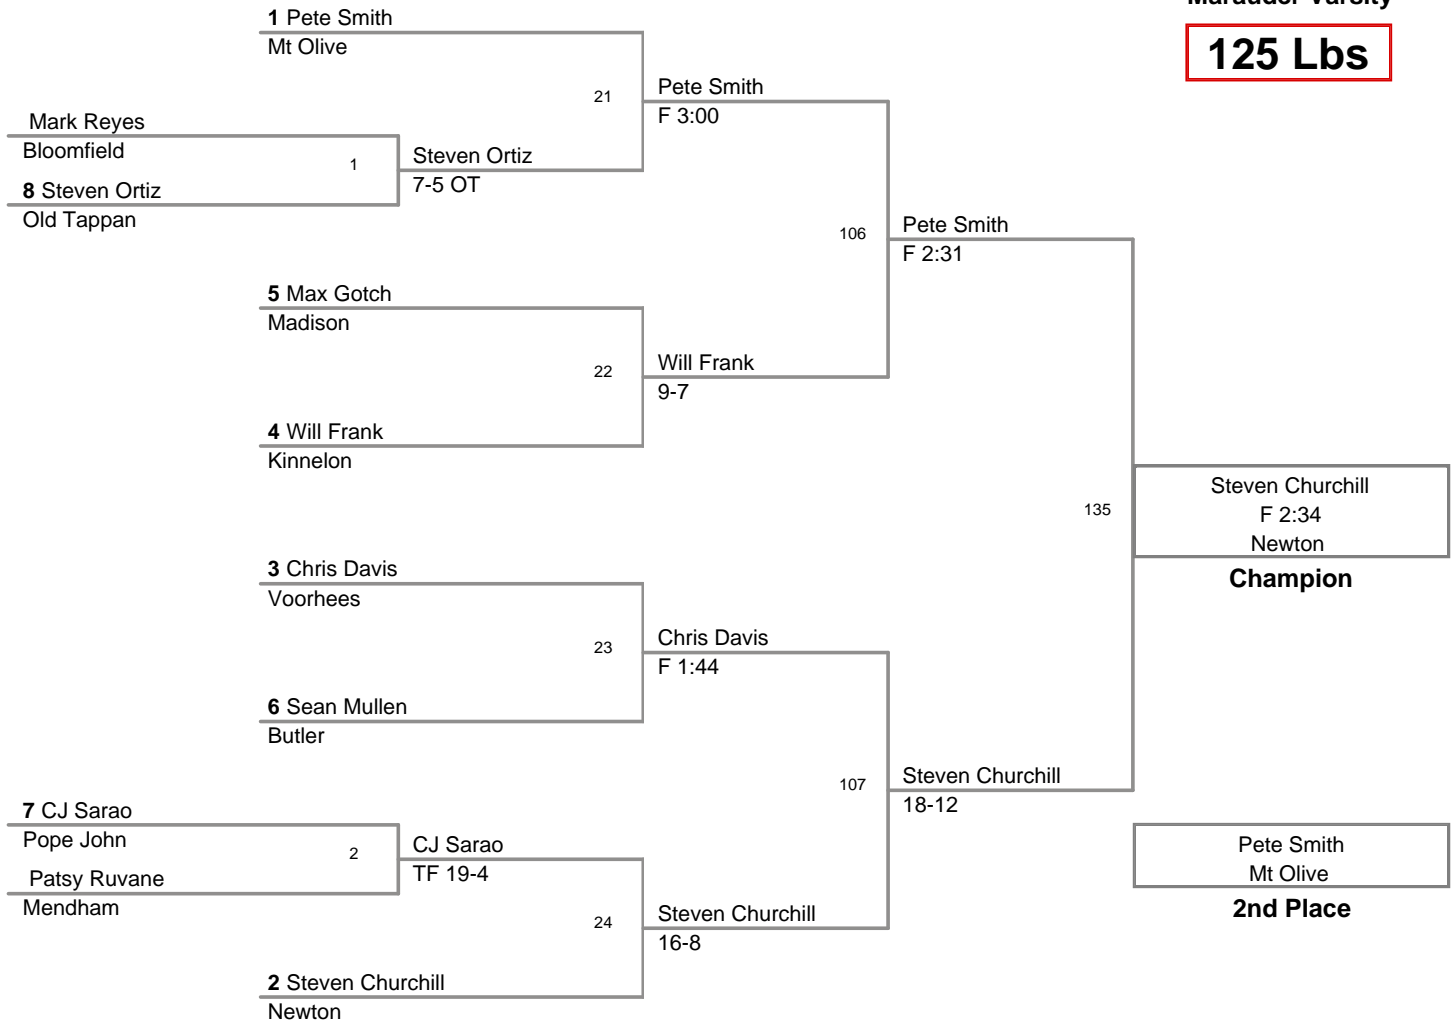 Marauder Varsity
125 Lbs
1 Pete Smith
Mt Olive
21
Pete Smith
F 3:00
Mark Reyes
Bloomfield
1
Steven Ortiz
7-5 OT
8 Steven Ortiz
Old Tappan
106
Pete Smith
F 2:31
5 Max Gotch
Madison
22
Will Frank
9-7
4 Will Frank
Kinnelon
135
Steven Churchill
F 2:34
Newton
Champion
3 Chris Davis
Voorhees
23
Chris Davis
F 1:44
6 Sean Mullen
Butler
107
Steven Churchill
18-12
7 CJ Sarao
Pope John
2
CJ Sarao
TF 19-4
Patsy Ruvane
Mendham
24
Steven Churchill
16-8
2 Steven Churchill
Newton
Pete Smith
Mt Olive
2nd Place